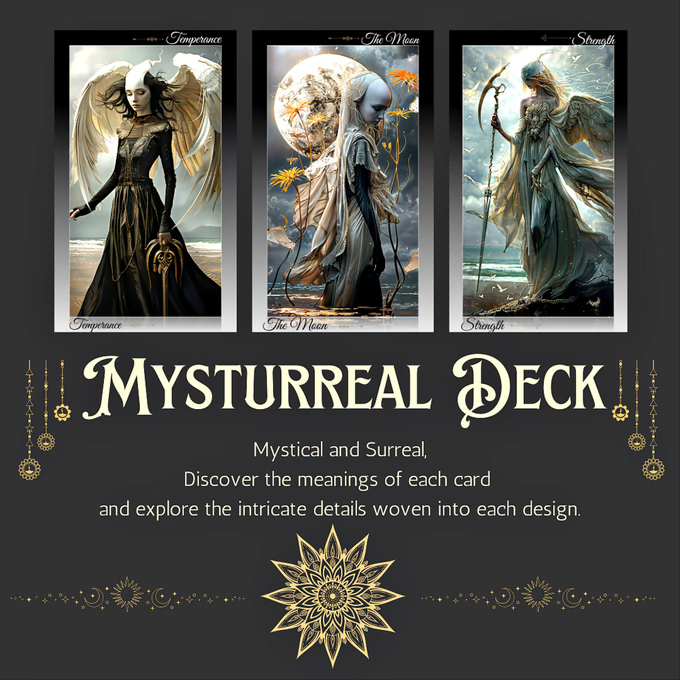 Temperance
The Moon
Strength
Temperance
The Moon
Strength
Mysturreal Deck
Mystical and Surreal,
Discover the meanings of each card
and explore the intricate details woven into each design.